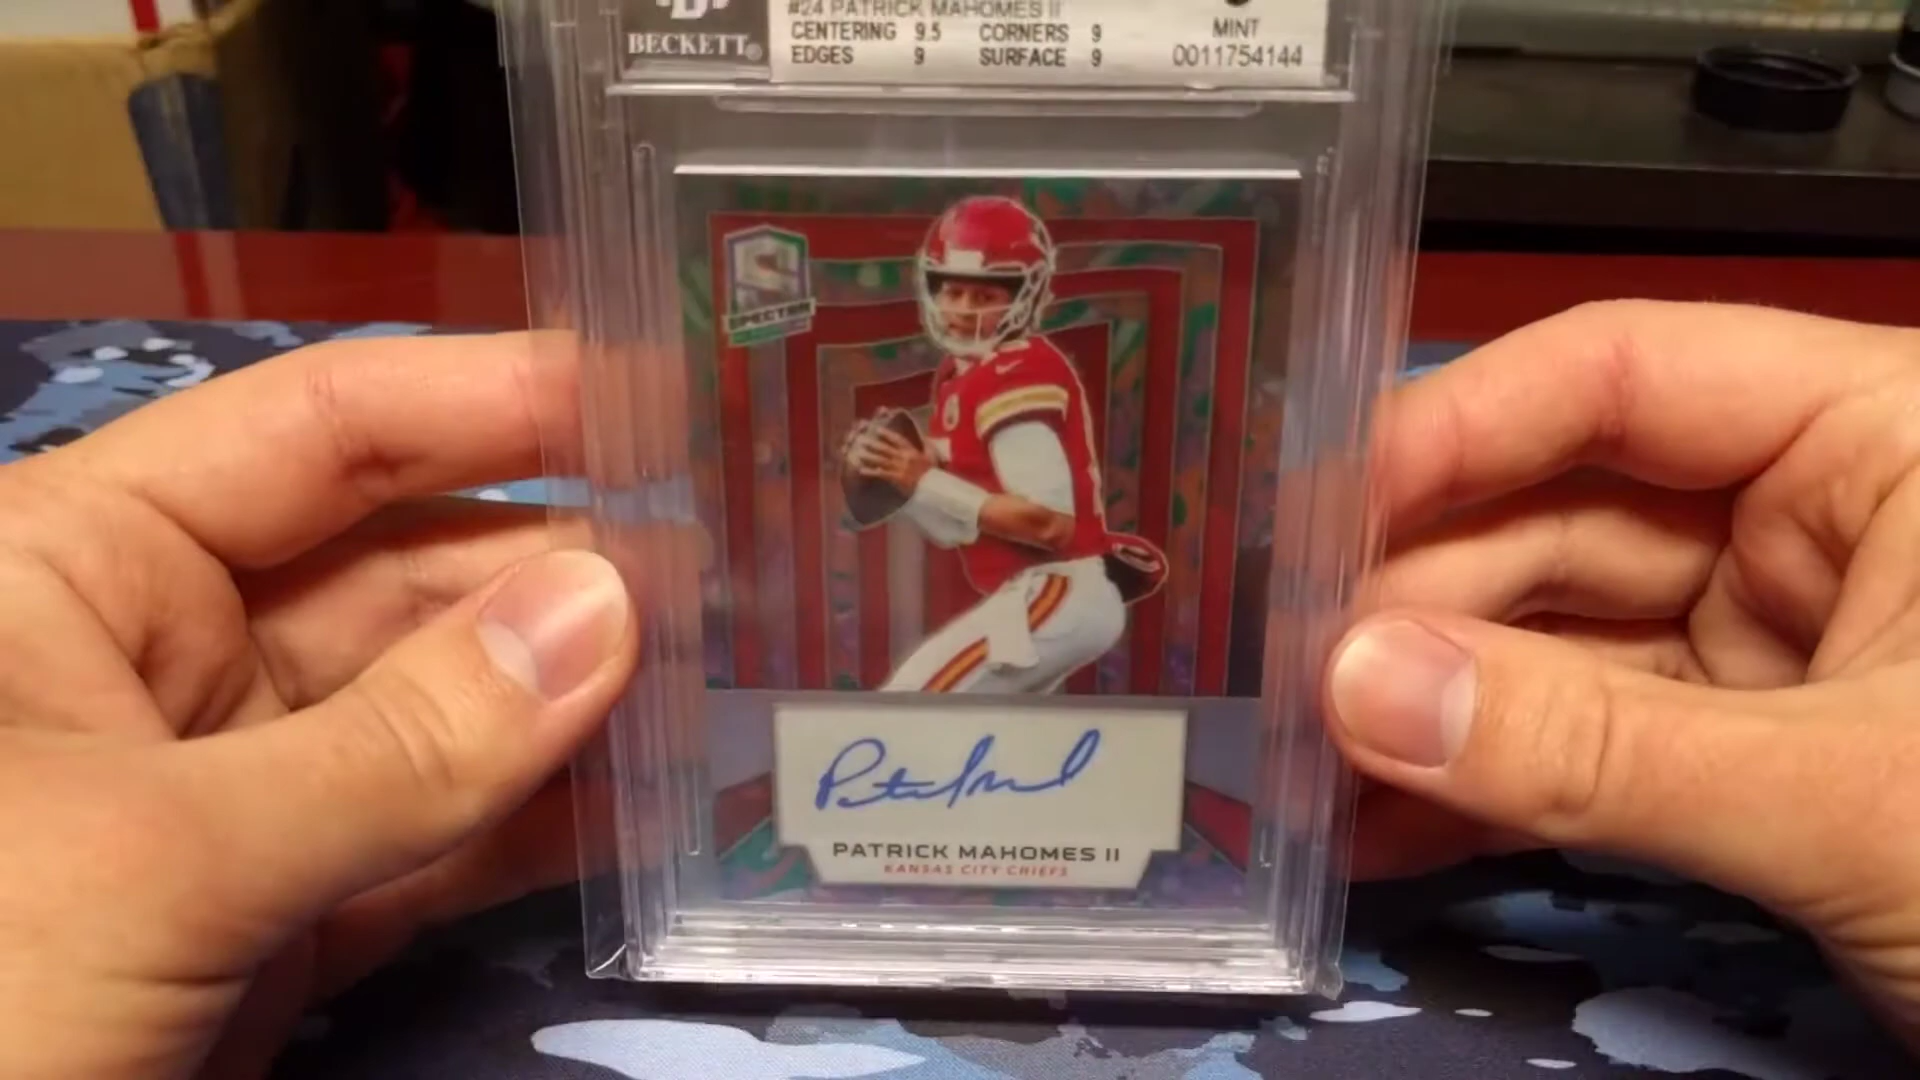 #24 PATRICK MAHOMES II
CENTERING 9.5 CORNERS 9
EDGES 9 SURFACE 9
MINT
0011754144
BECKETT
SPECTRA
PATRICK MAHOMES II
KANSAS CITY CHIEFS